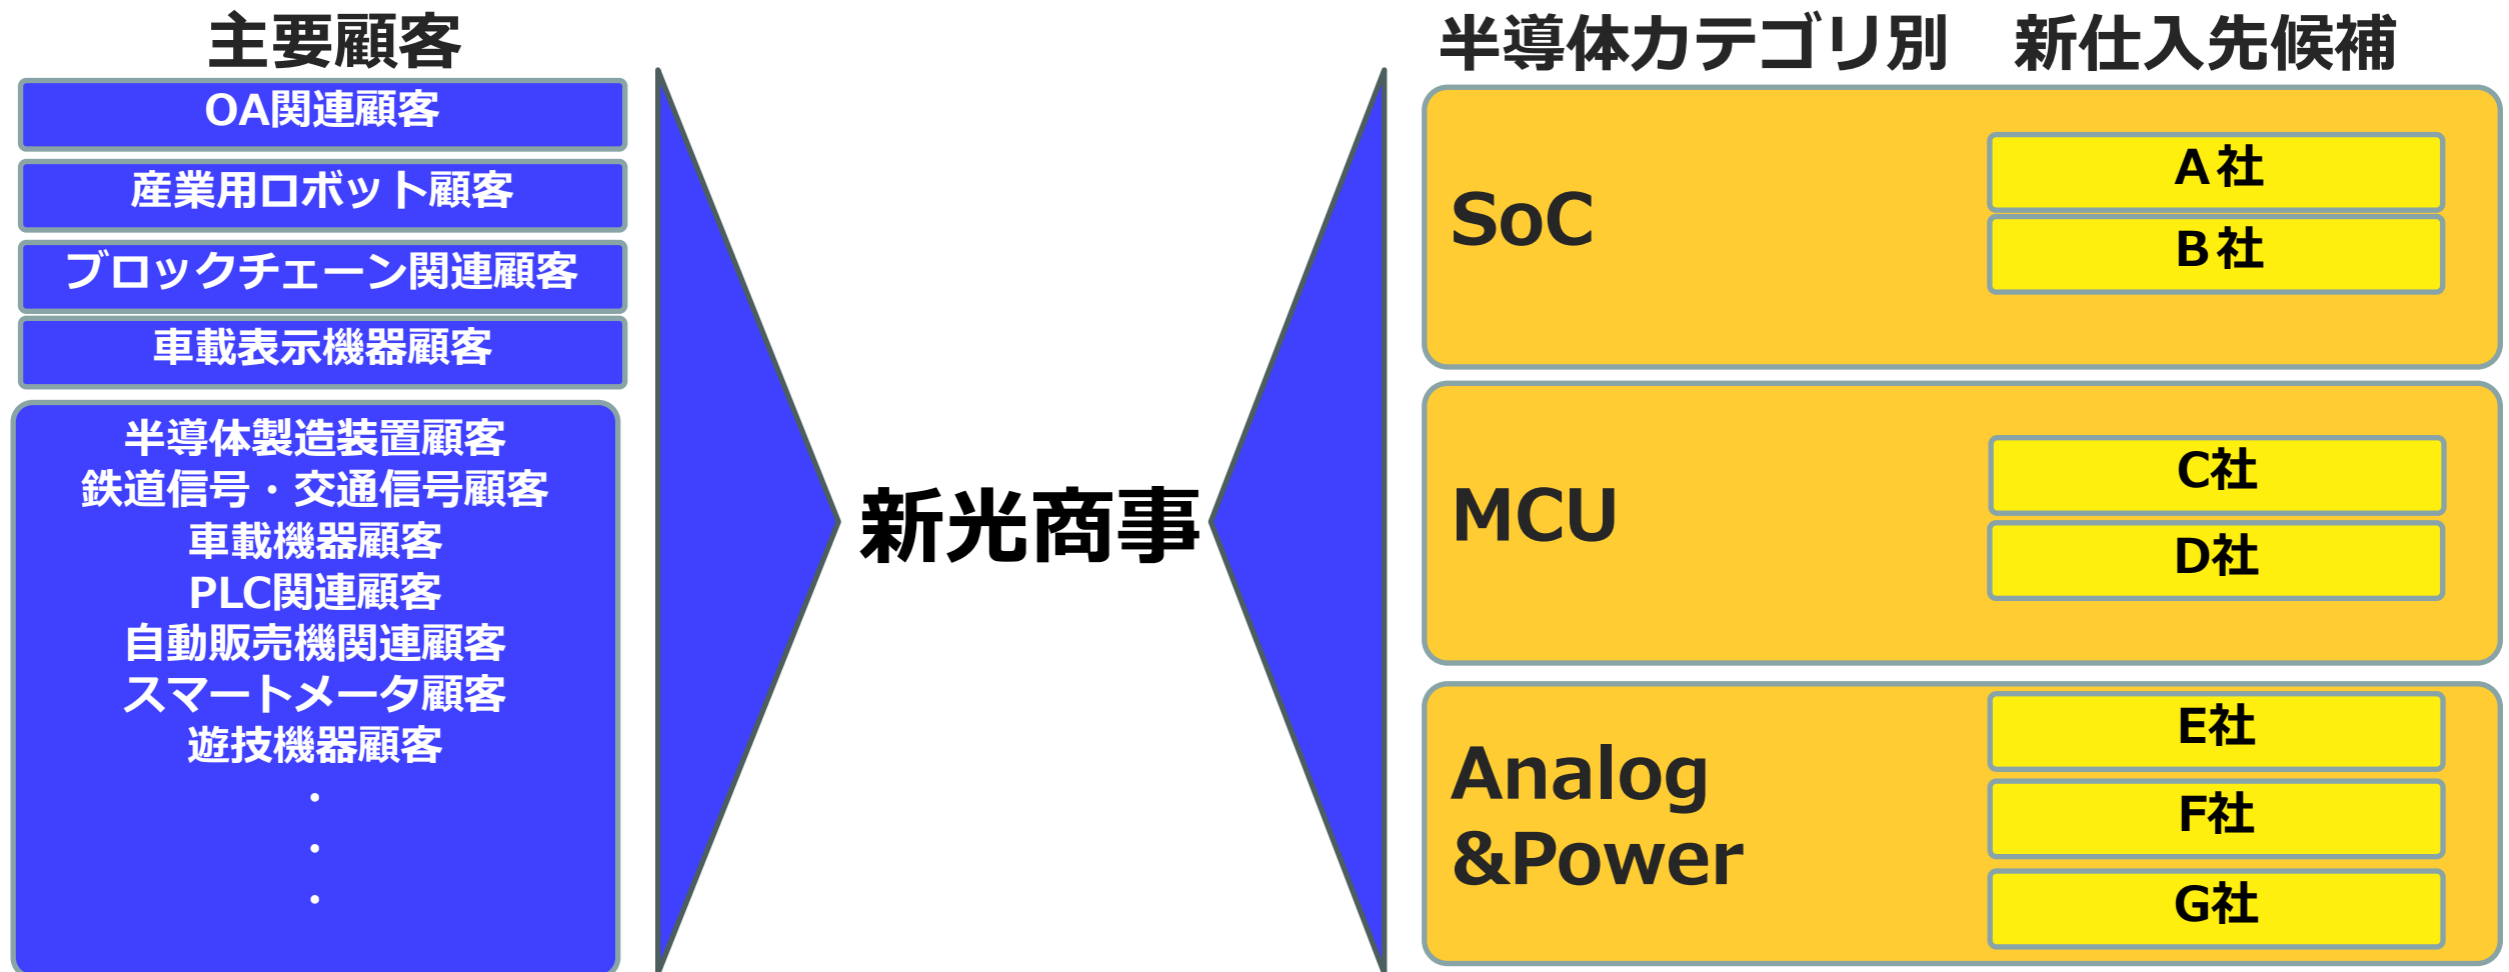 主要顧客
OA関連顧客
産業用ロボット顧客
ブロックチェーン関連顧客
車載表示機器顧客
半導体製造装置顧客
鉄道信号・交通信号顧客
車載機器顧客
PLC関連顧客
自動販売機関連顧客
スマートメータ顧客
遊技機器顧客
・
・
・
新光商事
半導体カテゴリ別 新仕入先候補
SoC
A社
B社
MCU
C社
D社
Analog
&Power
E社
F社
G社